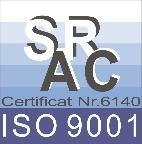 SR
AC
Certificat Nr.6140
ISO 9001